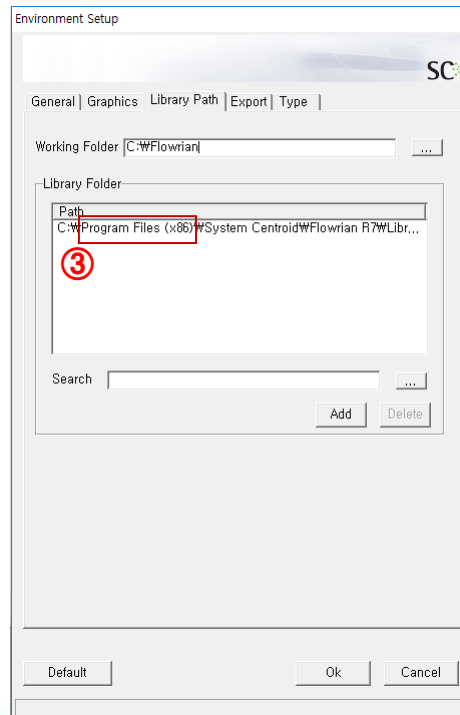 Environment Setup
SC
General | Graphics | Library Path | Export | Type |
Working Folder C:₩Flowrian ...
Library Folder
Path
C:₩Program Files (x86)₩System Centroid₩Flowrian R7₩Libr...
③
Search ...
Add Delete
Default Ok Cancel